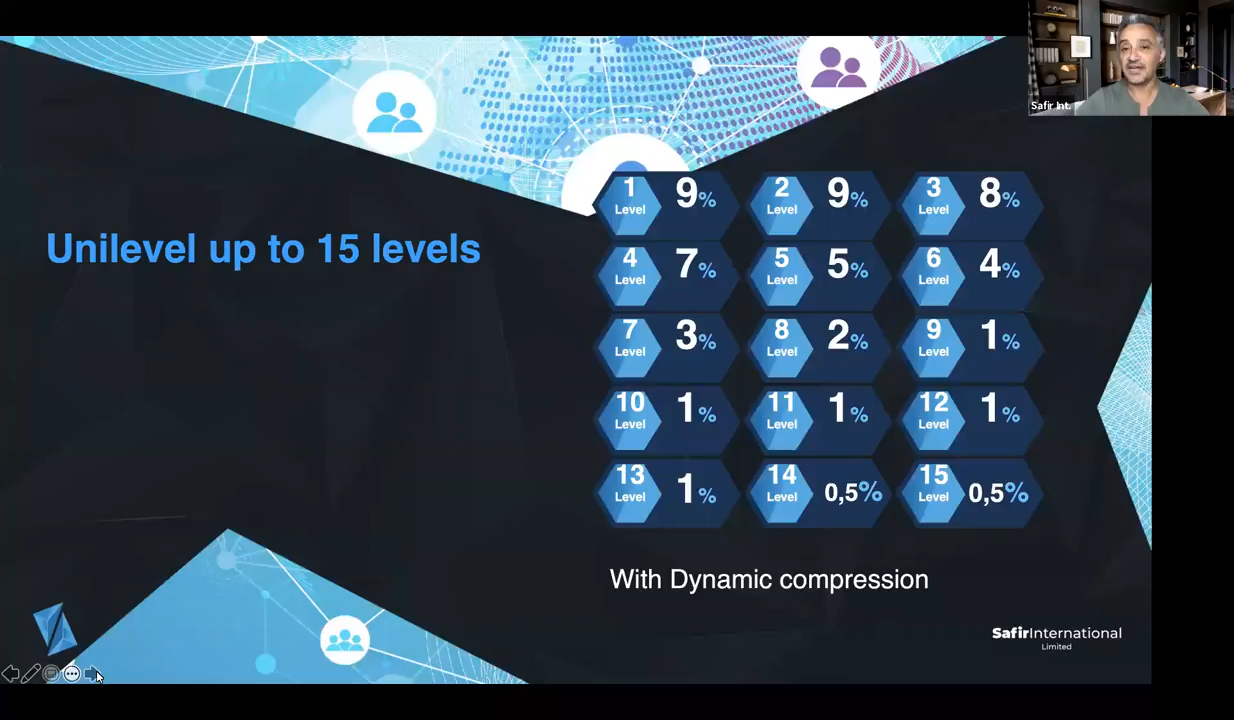 Safir Int.
Unilevel up to 15 levels
1 Level 9%
2 Level 9%
3 Level 8%
4 Level 7%
5 Level 5%
6 Level 4%
7 Level 3%
8 Level 2%
9 Level 1%
10 Level 1%
11 Level 1%
12 Level 1%
13 Level 1%
14 Level 0,5%
15 Level 0,5%
With Dynamic compression
SafirInternational
Limited